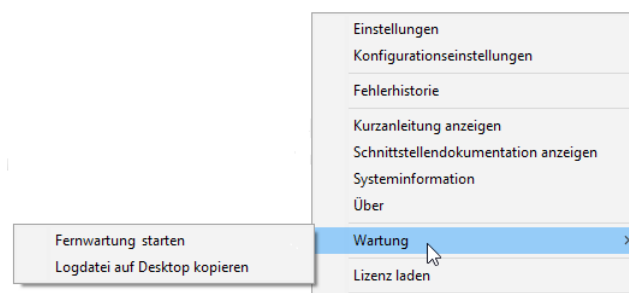 Einstellungen
Konfigurationseinstellungen
Fehlerhistorie
Kurzanleitung anzeigen
Schnittstellendokumentation anzeigen
Systeminformation
Über
Wartung
Lizenz laden
Fernwartung starten
Logdatei auf Desktop kopieren